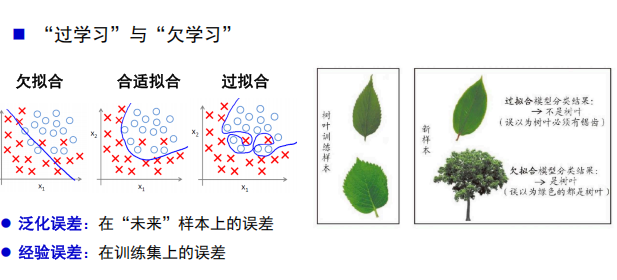 “过学习”与“欠学习”
欠拟合
合适拟合
过拟合
x₁
x₂
x₁
x₂
x₁
泛化误差：在“未来”样本上的误差
经验误差：在训练集上的误差
树叶训练样本
新样本
过拟合模型分类结果：
→ 不是树叶
(误以为树叶必须有锯齿)
欠拟合模型分类结果：
→ 是树叶
(误以为绿色的都是树叶)